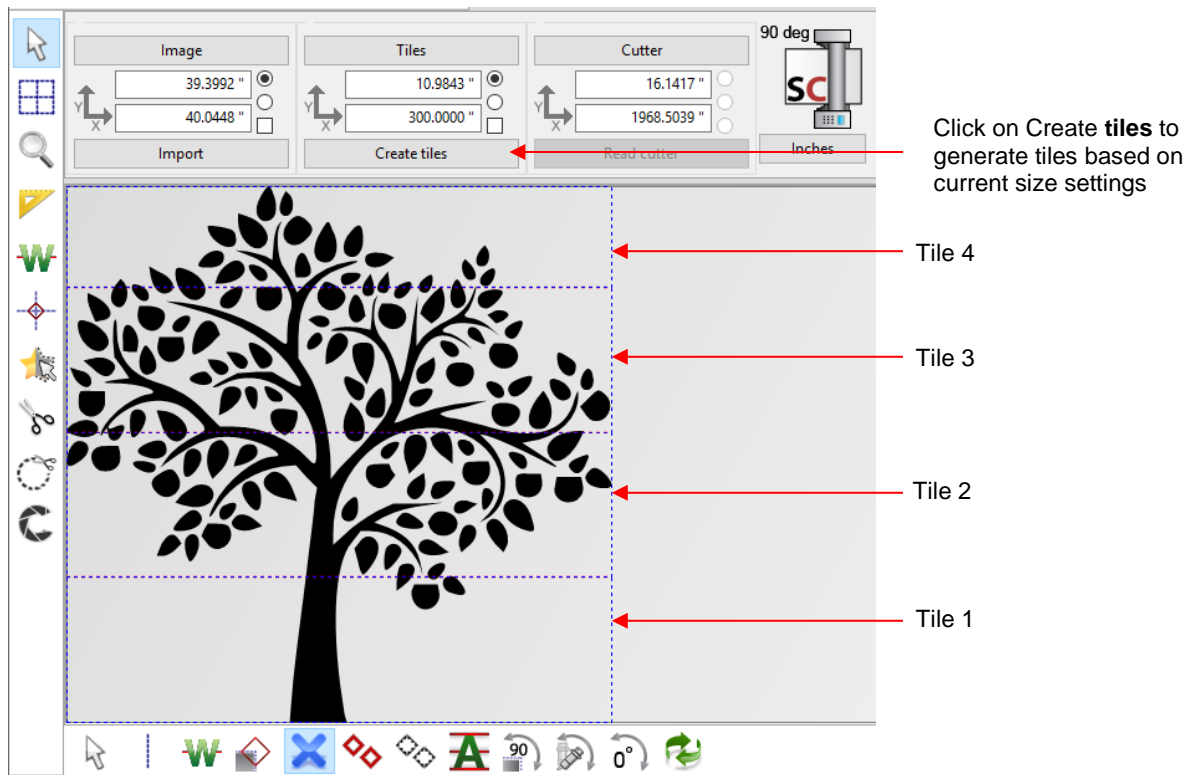 Image
Tiles
Cutter
90 deg
39.3992 "
10.9843 "
16.1417 "
SC
Y
X
40.0448 "
Y
X
300.0000 "
Y
X
1968.5039 "
Import
Create tiles
Read cutter
Inches
Click on Create tiles to
generate tiles based on
current size settings
Tile 4
W
Tile 3
Tile 2
Tile 1
W
A
90
0°